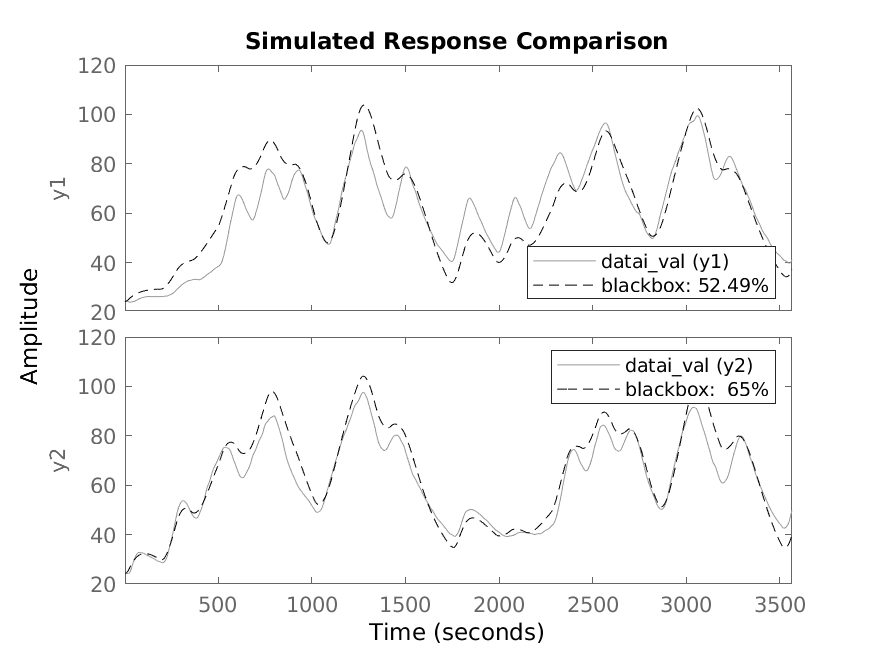 Simulated Response Comparison
120
100
80
60
40
20
y1
datai_val (y1)
blackbox: 52.49%
Amplitude
120
100
80
60
40
20
y2
datai_val (y2)
blackbox:  65%
500 1000 1500 2000 2500 3000 3500
Time (seconds)